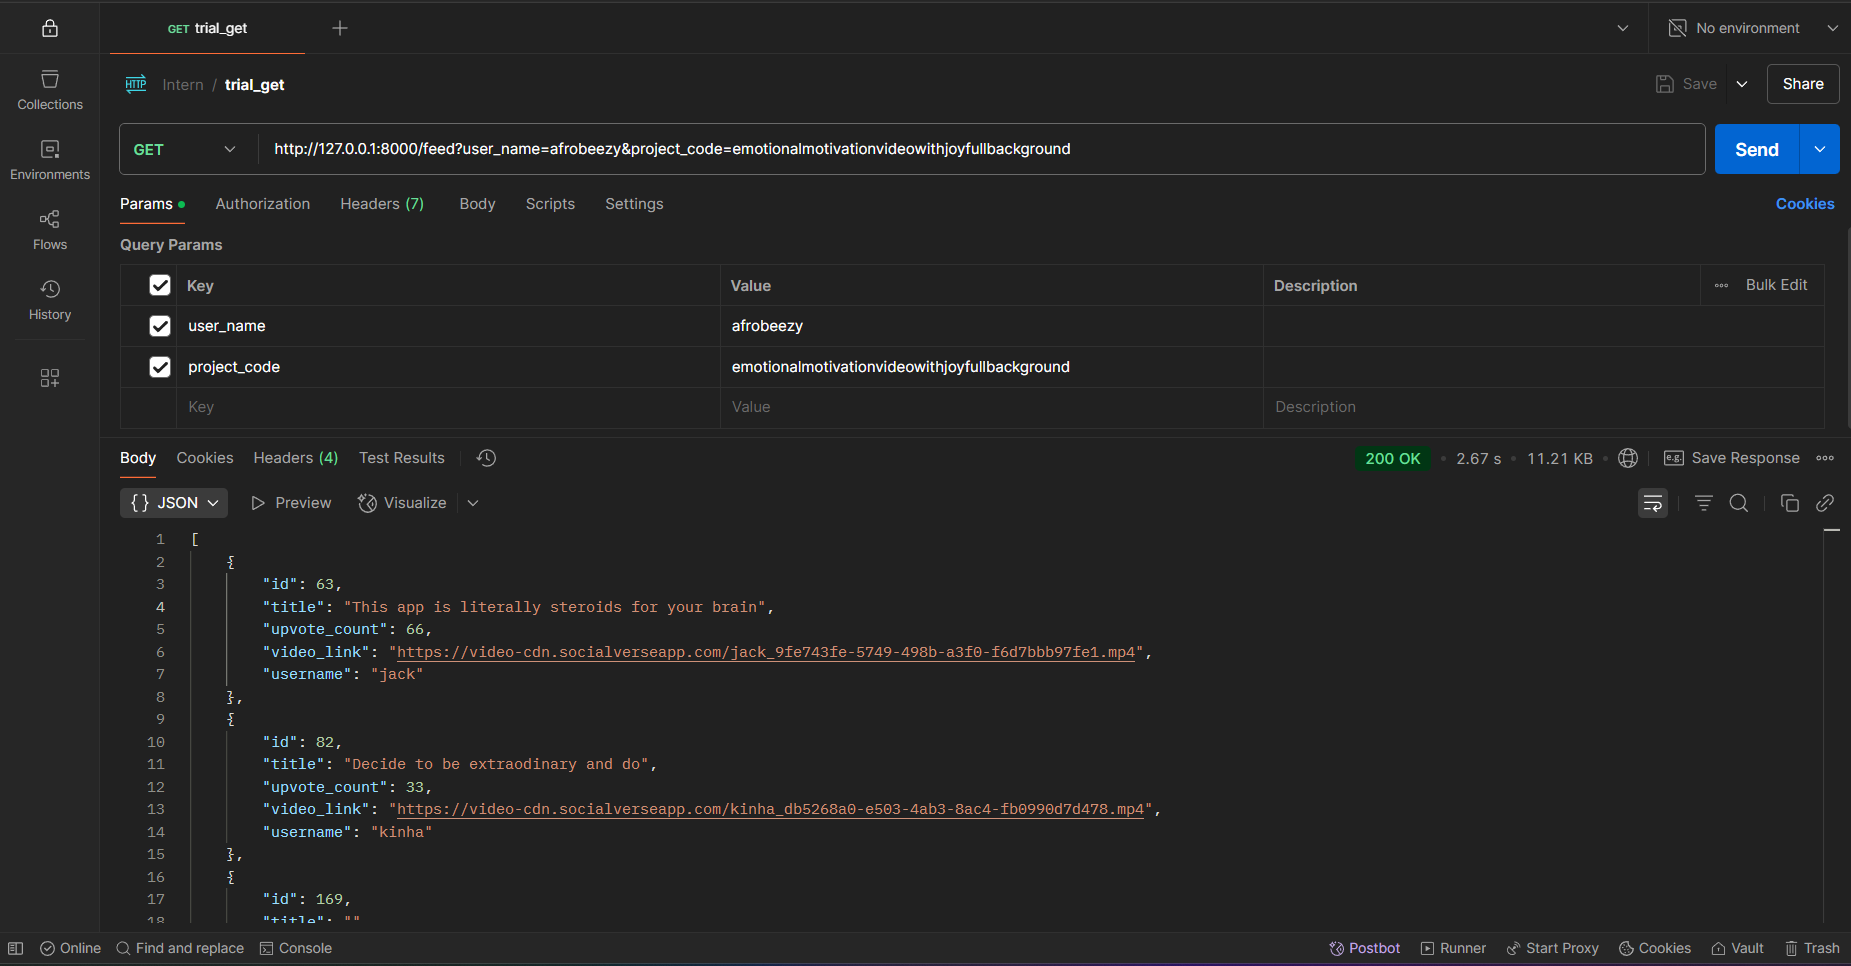 GET trial_get
No environment
Collections
Environments
Flows
History
HTTP Intern / trial_get
Save
Share
GET http://127.0.0.1:8000/feed?user_name=afrobeezy&project_code=emotionalmotivationvideowithjoyfullbackground
Send
Params Authorization Headers (7) Body Scripts Settings
Cookies
Query Params
Key Value Description Bulk Edit
user_name afrobeezy
project_code emotionalmotivationvideowithjoyfullbackground
Key Value Description
Body Cookies Headers (4) Test Results
200 OK • 2.67 s • 11.21 KB • e.g. Save Response
{} JSON Preview Visualize
1 [
2 {
3 "id": 63,
4 "title": "This app is literally steroids for your brain",
5 "upvote_count": 66,
6 "video_link": "https://video-cdn.socialverseapp.com/jack_9fe743fe-5749-498b-a3f0-f6d7bbb97fe1.mp4",
7 "username": "jack"
8 },
9 {
10 "id": 82,
11 "title": "Decide to be extraodinary and do",
12 "upvote_count": 33,
13 "video_link": "https://video-cdn.socialverseapp.com/kinha_db5268a0-e503-4ab3-8ac4-fb0990d7d478.mp4",
14 "username": "kinha"
15 },
16 {
17 "id": 169,
18 "title": ""
Online Find and replace Console
Postbot Runner Start Proxy Cookies Vault Trash